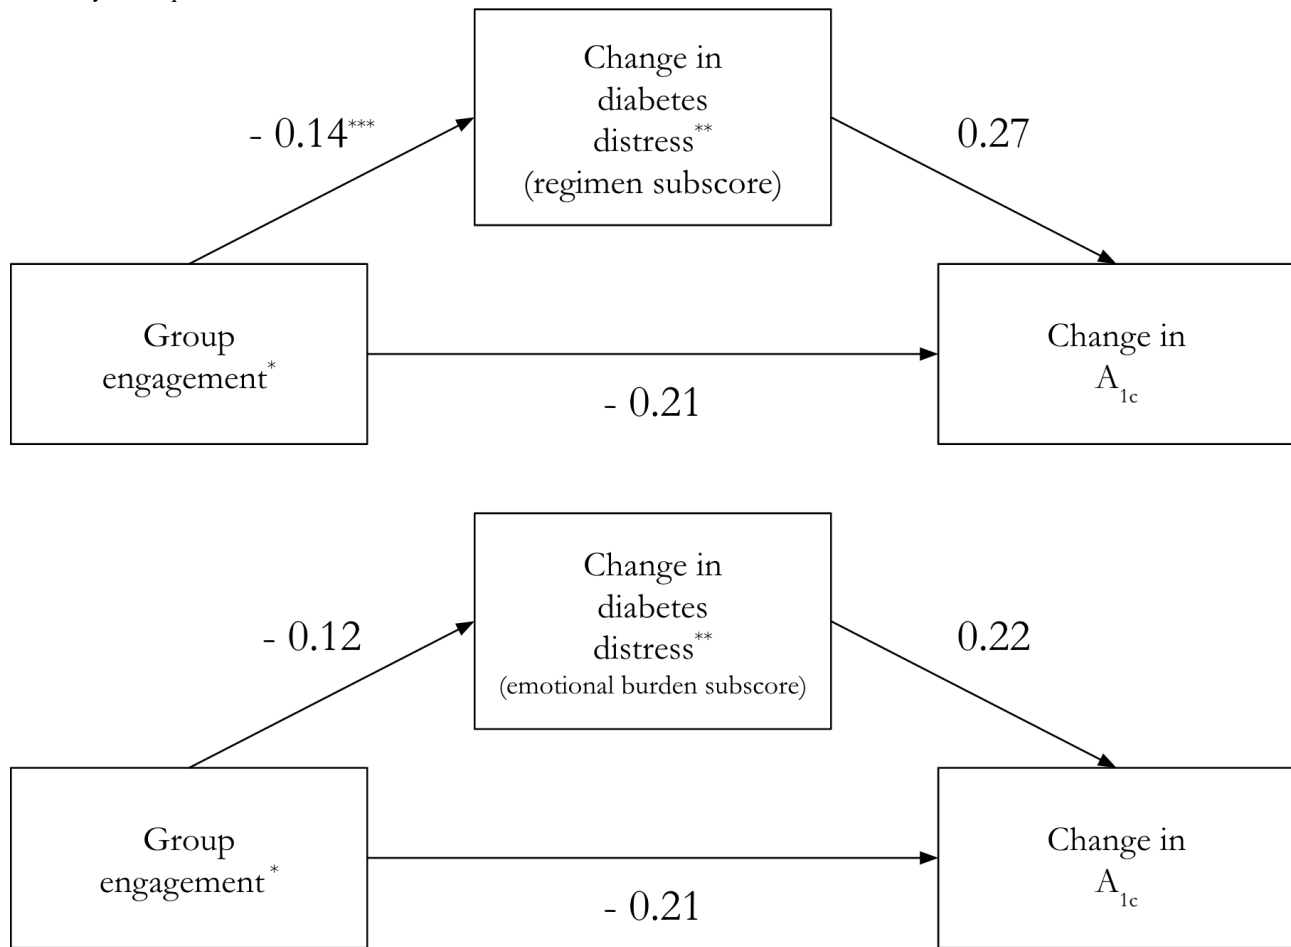 Change in
diabetes
distress**
(regimen subscore)
- 0.14***
0.27
Group
engagement*
Change in
A1c
- 0.21
Change in
diabetes
distress**
(emotional burden subscore)
- 0.12
0.22
Group
engagement*
Change in
A1c
- 0.21